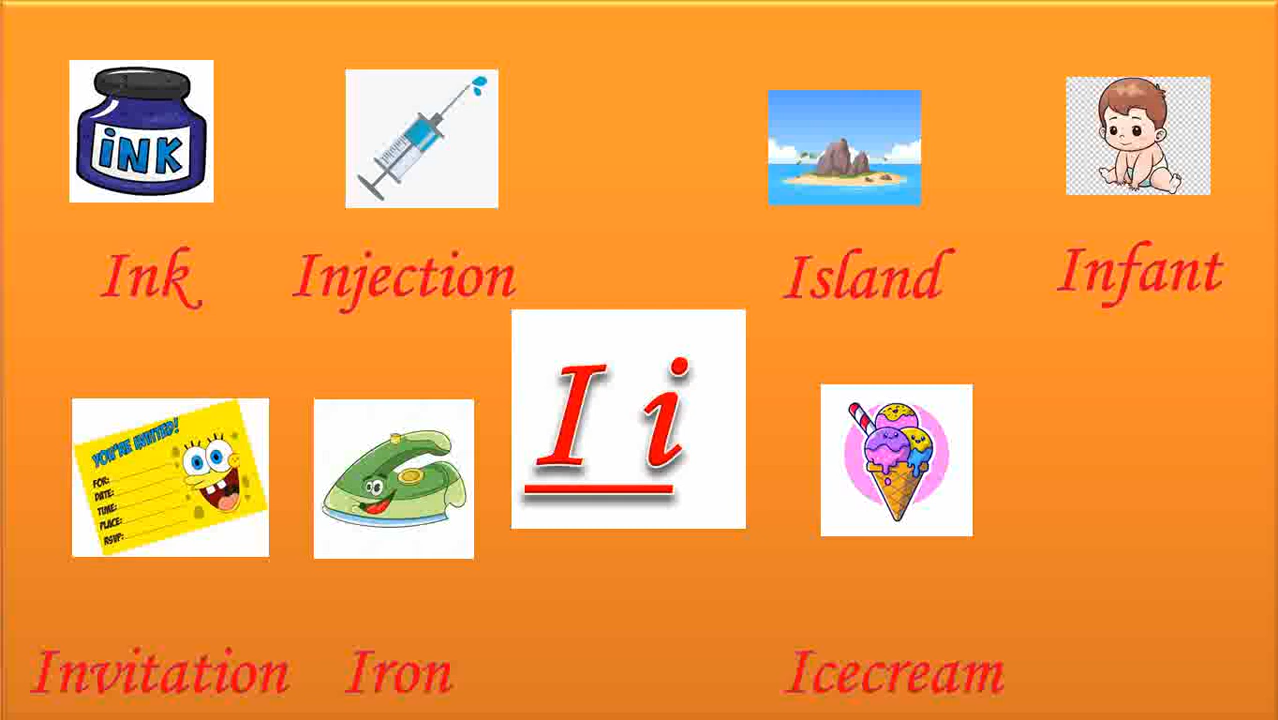 iNK
Ink Injection Island Infant
I i
YOU'RE INVITED!
FOR:
DATE:
TIME:
PLACE:
RSVP:
Invitation Iron Icecream